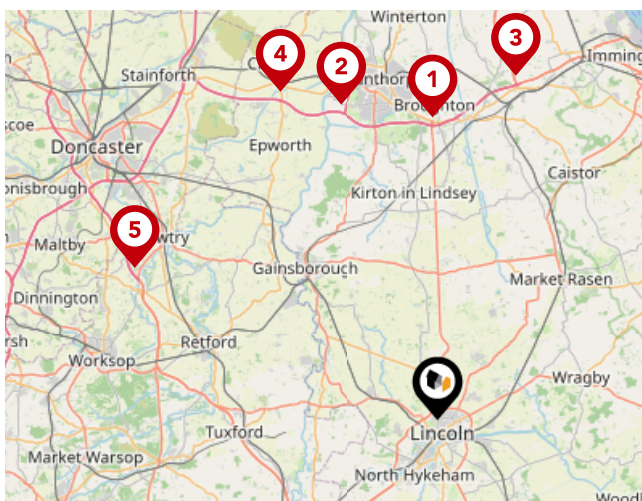 Winterton
3
4
Stainforth
2
Imming
1
Doncaster
Epworth
Caistor
Kirton in Lindsey
5
Maltby
Gainsborough
Market Rasen
Dinnington
Retford
Worksop
Wragby
Tuxford
Lincoln
Market Warsop
North Hykeham